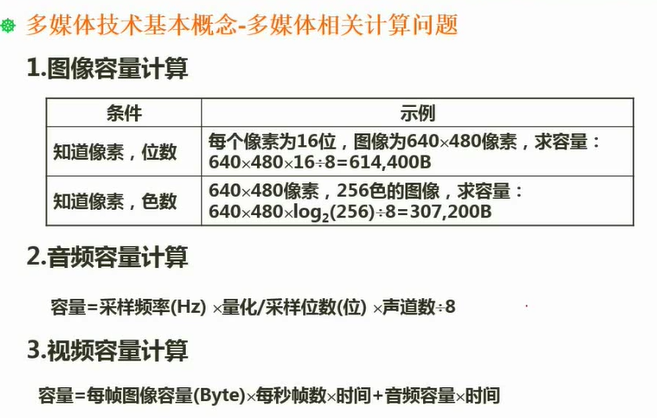 多媒体技术基本概念-多媒体相关计算问题
1.图像容量计算
条件 示例
知道像素，位数 每个像素为16位，图像为640×480像素，求容量：
640×480×16÷8=614,400B
知道像素，色数 640×480像素，256色的图像，求容量：
640×480×log₂(256)÷8=307,200B
2.音频容量计算
容量=采样频率(Hz) ×量化/采样位数(位) ×声道数÷8
3.视频容量计算
容量=每帧图像容量(Byte)×每秒帧数×时间+音频容量×时间